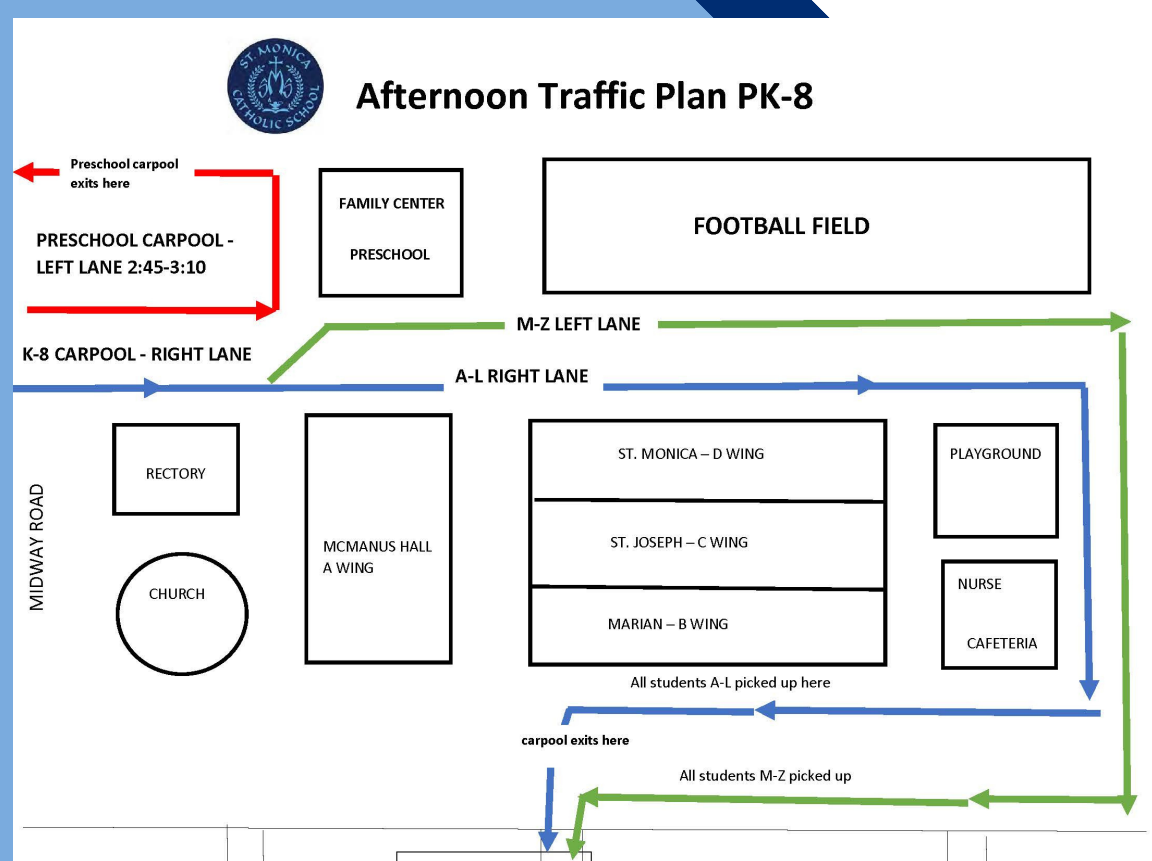 ST. MONICA
CATHOLIC SCHOOL
Afternoon Traffic Plan PK-8
Preschool carpool
exits here
PRESCHOOL CARPOOL -
LEFT LANE 2:45-3:10
FAMILY CENTER
PRESCHOOL
FOOTBALL FIELD
M-Z LEFT LANE
K-8 CARPOOL - RIGHT LANE
A-L RIGHT LANE
RECTORY
MIDWAY ROAD
CHURCH
MCMANUS HALL
A WING
ST. MONICA – D WING
ST. JOSEPH – C WING
MARIAN – B WING
PLAYGROUND
NURSE
CAFETERIA
All students A-L picked up here
carpool exits here
All students M-Z picked up